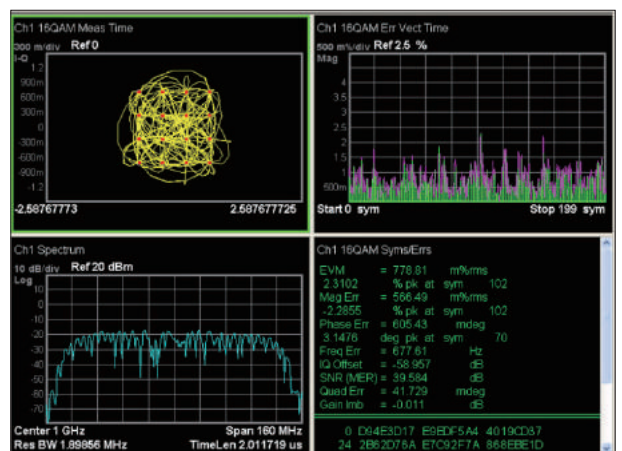 Ch1 16QAM Meas Time
300 m/div Ref 0
I-Q
1.2
900m
600m
300m
0
-300m
-600m
-900m
-1.2
-2.58767773 2.587677725
Ch1 16QAM Err Vect Time
500 m%/div Ref 2.5 %
Mag
4
3.5
3
2.5
2
1.5
1
500m
Start 0 sym Stop 199 sym
Ch1 Spectrum
10 dB/div Ref 20 dBm
Log
10
0
-10
-20
-30
-40
-50
-60
-70
Center 1 GHz Span 160 MHz
Res BW 1.89856 MHz TimeLen 2.011719 us
Ch1 16QAM Syms/Errs
EVM = 778.81 m%rms
2.3102 % pk at sym 102
Mag Err = 566.49 m%rms
-2.2855 % pk at sym 102
Phase Err = 605.43 mdeg
3.1476 deg pk at sym 70
Freq Err = 677.61 Hz
IQ Offset = -58.957 dB
SNR (MER) = 39.584 dB
Quad Err = 41.729 mdeg
Gain Imb = -0.011 dB
0 D94E3D17 E9EDF5A4 4019CD37
24 2B62D75A E7C92F7A 868EBE1D